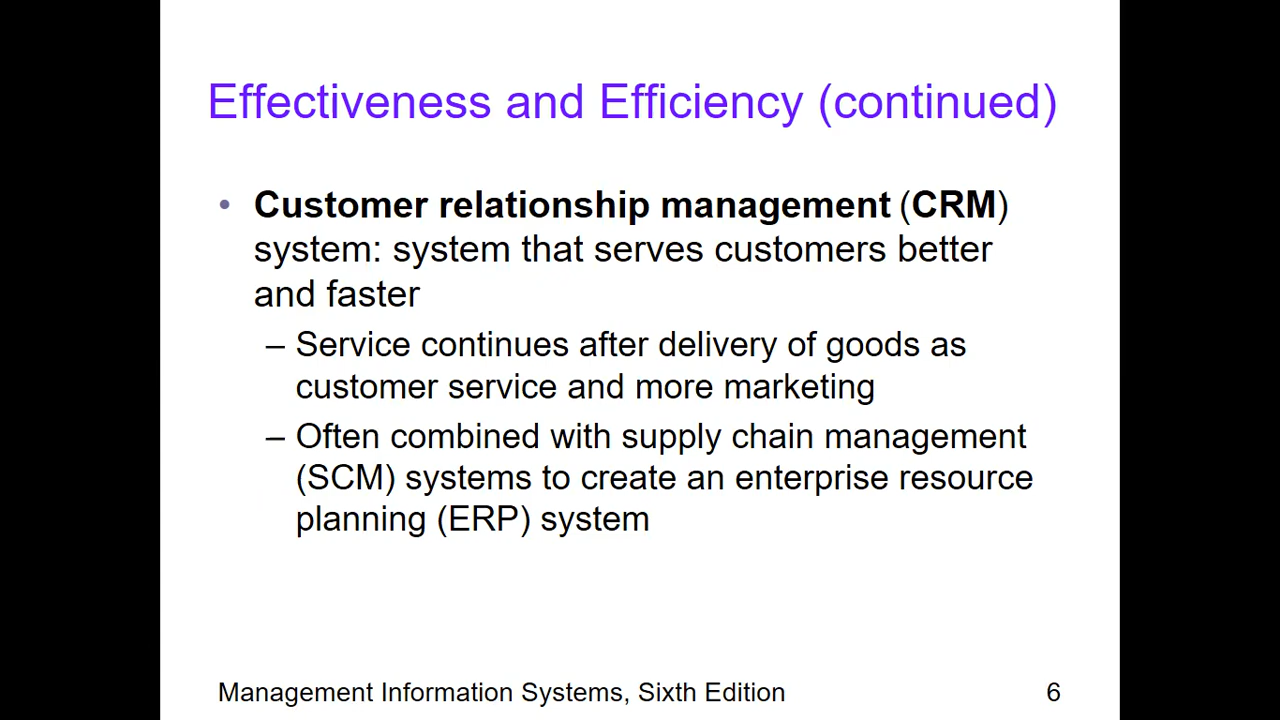 Effectiveness and Efficiency (continued)
• Customer relationship management (CRM)
system: system that serves customers better
and faster
– Service continues after delivery of goods as
customer service and more marketing
– Often combined with supply chain management
(SCM) systems to create an enterprise resource
planning (ERP) system
Management Information Systems, Sixth Edition 6